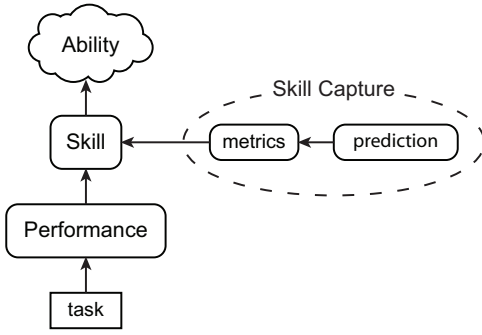 Ability
Skill Capture
Skill
metrics
prediction
Performance
task